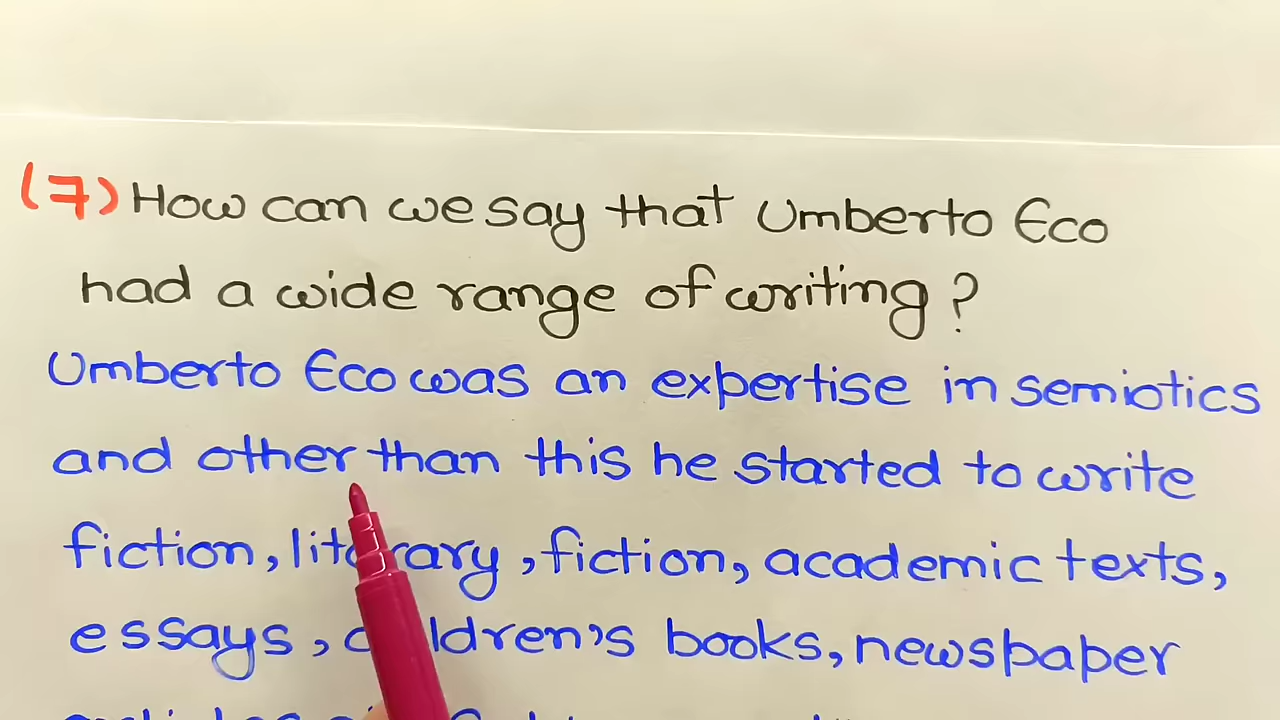 (7) How can we say that Umberto Eco
had a wide range of writing?
Umberto Eco was an expertise in semiotics
and other than this he started to write
fiction, literary, fiction, academic texts,
essays, children's books, newspaper